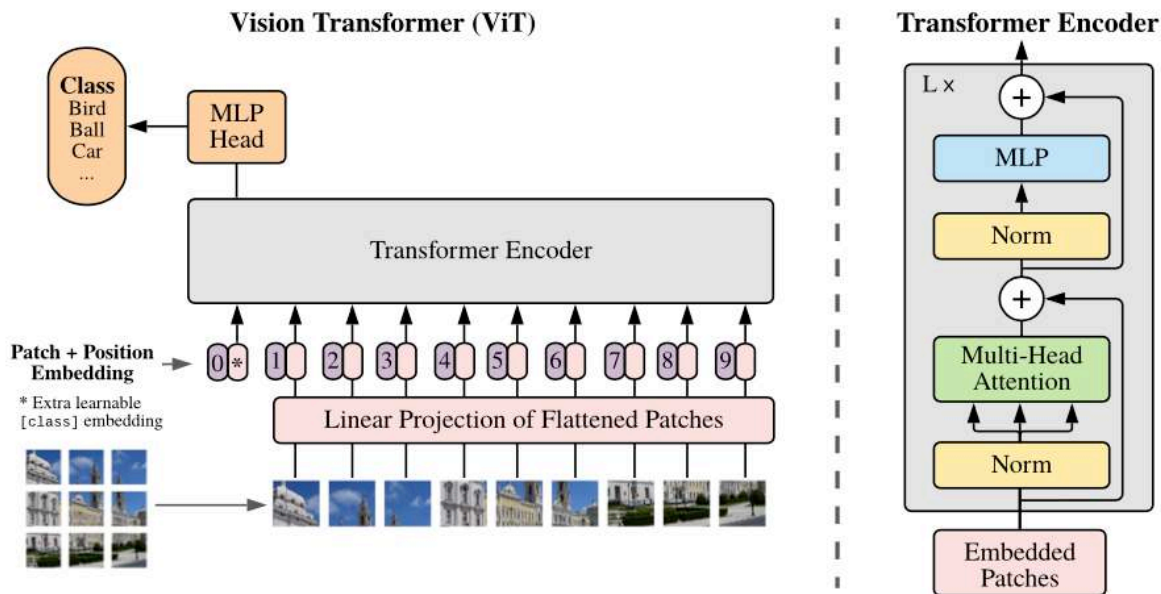 Vision Transformer (ViT)
Class
Bird
Ball
Car
...
MLP
Head
Transformer Encoder
Patch + Position
Embedding
* Extra learnable
[class] embedding
0 * 1 2 3 4 5 6 7 8 9
Linear Projection of Flattened Patches
Transformer Encoder
L ×
+
MLP
Norm
+
Multi-Head
Attention
Norm
Embedded
Patches